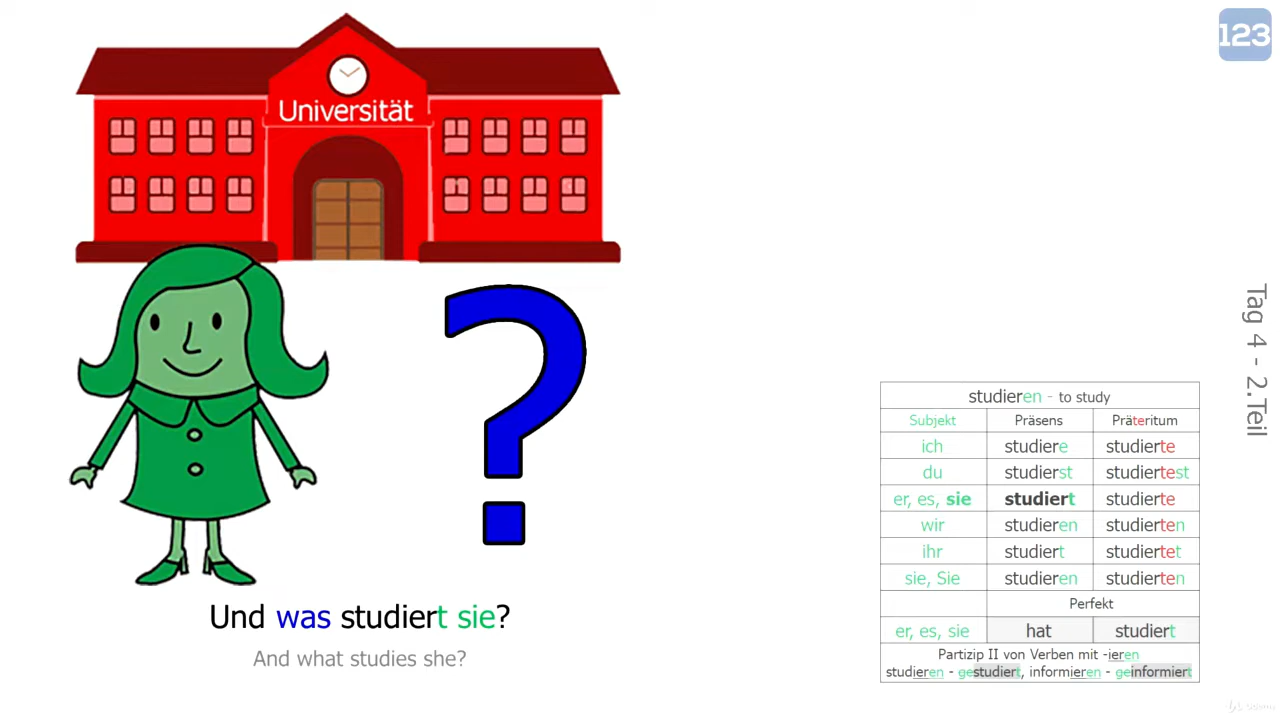 123
Universität
Tag 4 - 2.Teil
studieren - to study
Subjekt Präsens Präteritum
ich studiere studierte
du studierst studiertest
er, es, sie studiert studierte
wir studieren studierten
ihr studiert studiertet
sie, Sie studieren studierten
Perfekt
er, es, sie hat studiert
Partizip II von Verben mit -ieren
studieren - gestudiert, informieren - geinformiert
Und was studiert sie?
And what studies she?